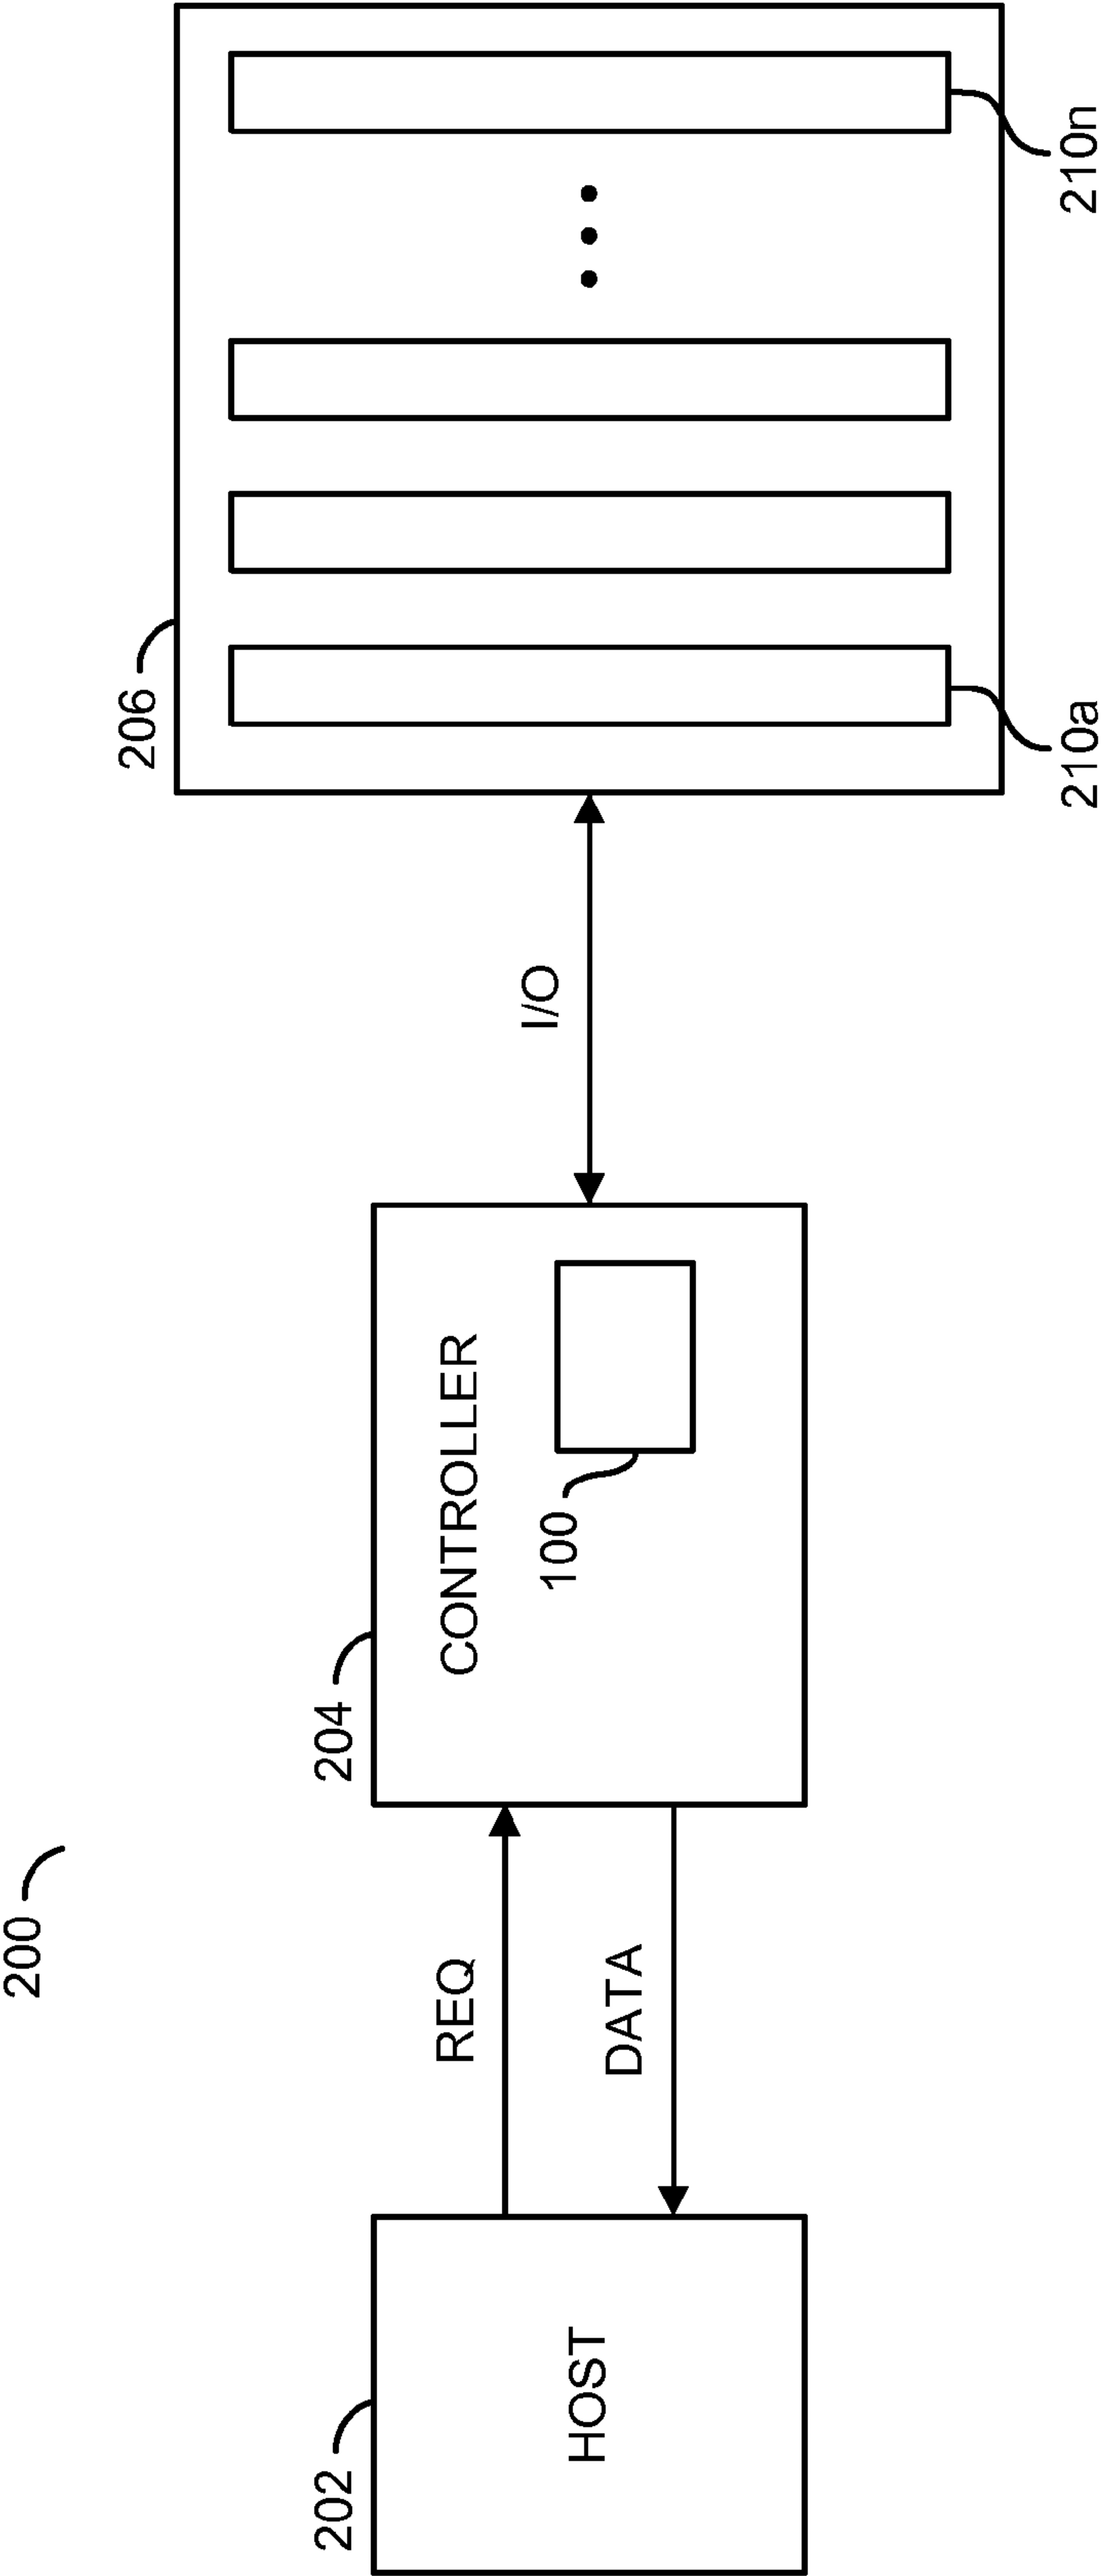 200
202
HOST
REQ
DATA
204
CONTROLLER
100
I/O
206
210a
210n